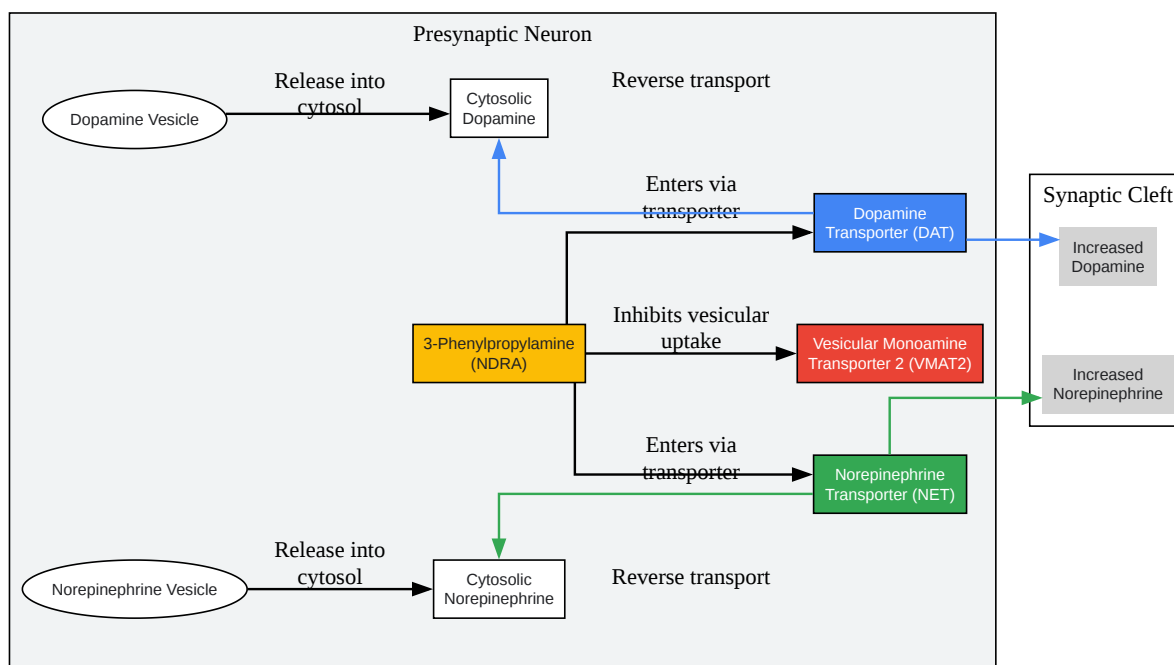 Presynaptic Neuron
Release into
cytosol
Reverse transport
Cytosolic
Dopamine
Dopamine Vesicle
Enters via
transporter
Synaptic Cleft
Dopamine
Transporter (DAT)
Increased
Dopamine
Inhibits vesicular
uptake
3-Phenylpropylamine
(NDRA)
Vesicular Monoamine
Transporter 2 (VMAT2)
Increased
Norepinephrine
Enters via
transporter
Norepinephrine
Transporter (NET)
Release into
cytosol
Reverse transport
Norepinephrine Vesicle
Cytosolic
Norepinephrine